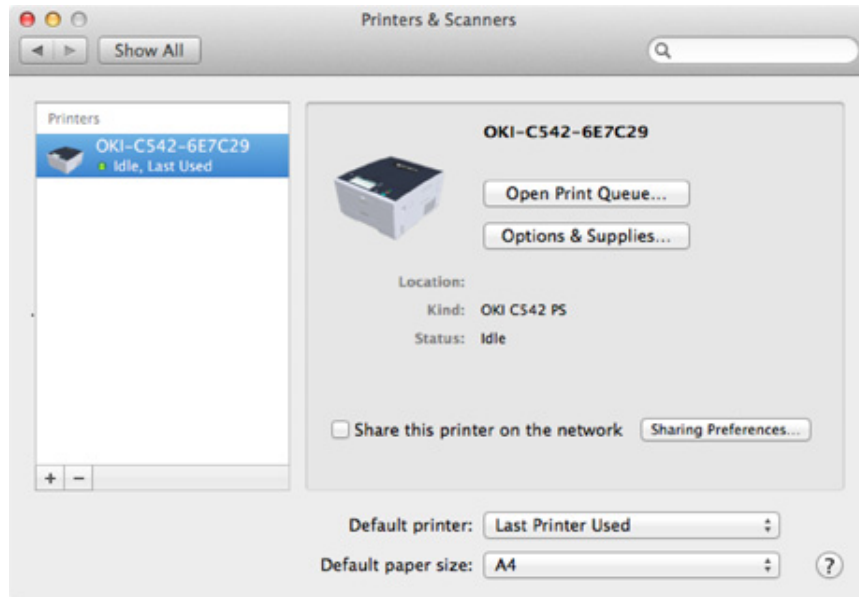 Printers & Scanners
Show All
Printers
OKI-C542-6E7C29
Idle, Last Used
OKI-C542-6E7C29
Open Print Queue...
Options & Supplies...
Location:
Kind: OKI C542 PS
Status: Idle
Share this printer on the network Sharing Preferences...
+ −
Default printer: Last Printer Used
Default paper size: A4 ?